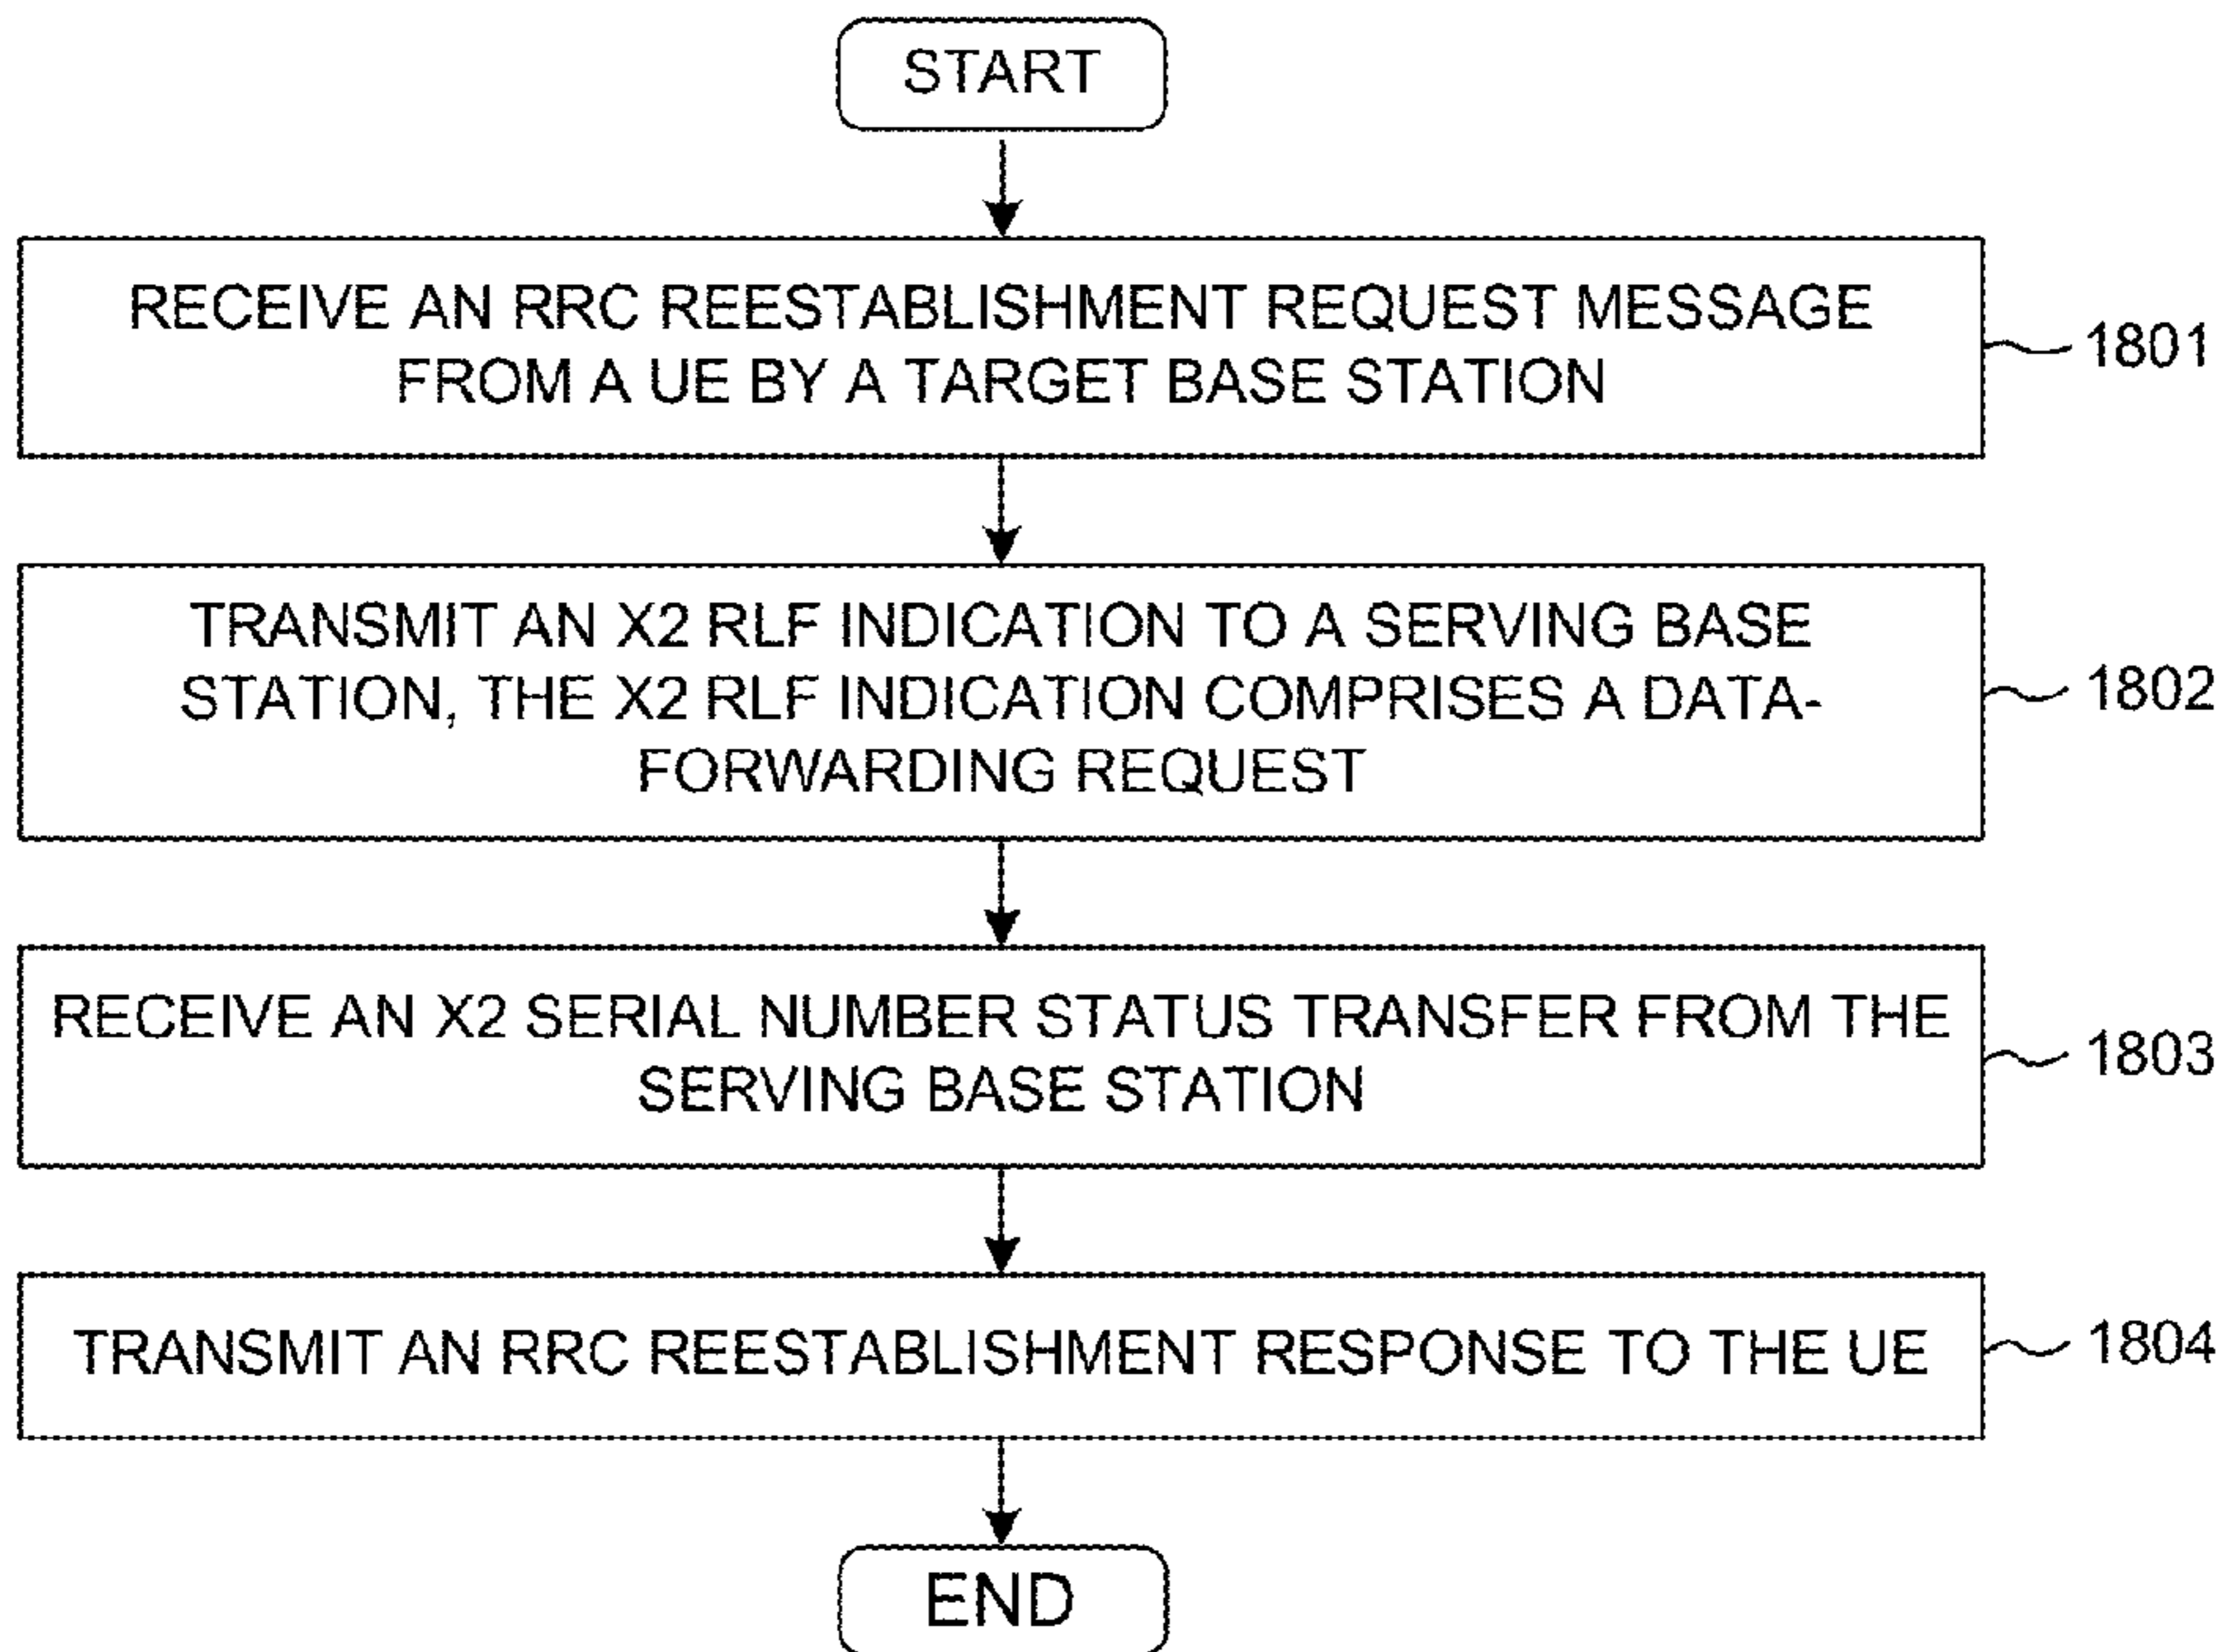 START
RECEIVE AN RRC REESTABLISHMENT REQUEST MESSAGE
FROM A UE BY A TARGET BASE STATION
1801
TRANSMIT AN X2 RLF INDICATION TO A SERVING BASE
STATION, THE X2 RLF INDICATION COMPRISES A DATA-
FORWARDING REQUEST
1802
RECEIVE AN X2 SERIAL NUMBER STATUS TRANSFER FROM THE
SERVING BASE STATION
1803
TRANSMIT AN RRC REESTABLISHMENT RESPONSE TO THE UE
1804
END